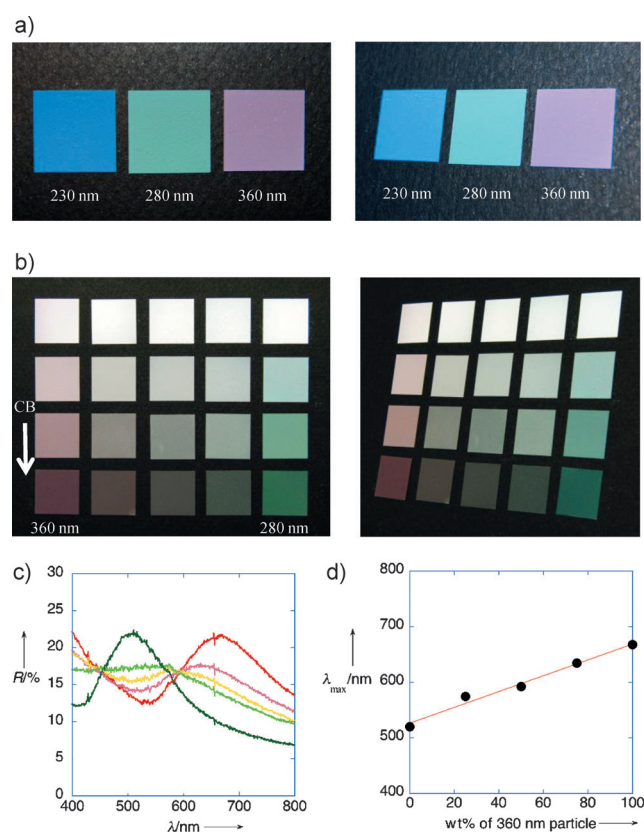 a)
230 nm 280 nm 360 nm
230 nm 280 nm 360 nm
b)
CB
360 nm 280 nm
c)
30
25
20
R/%
15
10
5
0
400 500 600 700 800
λ/nm
d)
800
700
λmax/nm
600
500
400
0 20 40 60 80 100
wt% of 360 nm particle